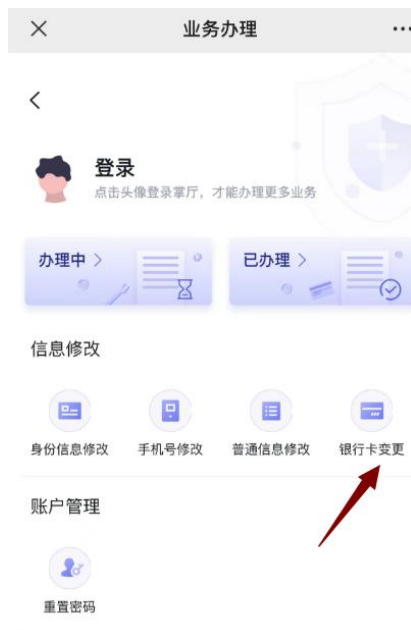 业务办理
登录
点击头像登录掌厅，才能办理更多业务
办理中
已办理
信息修改
身份信息修改 手机号修改 普通信息修改 银行卡变更
账户管理
重置密码